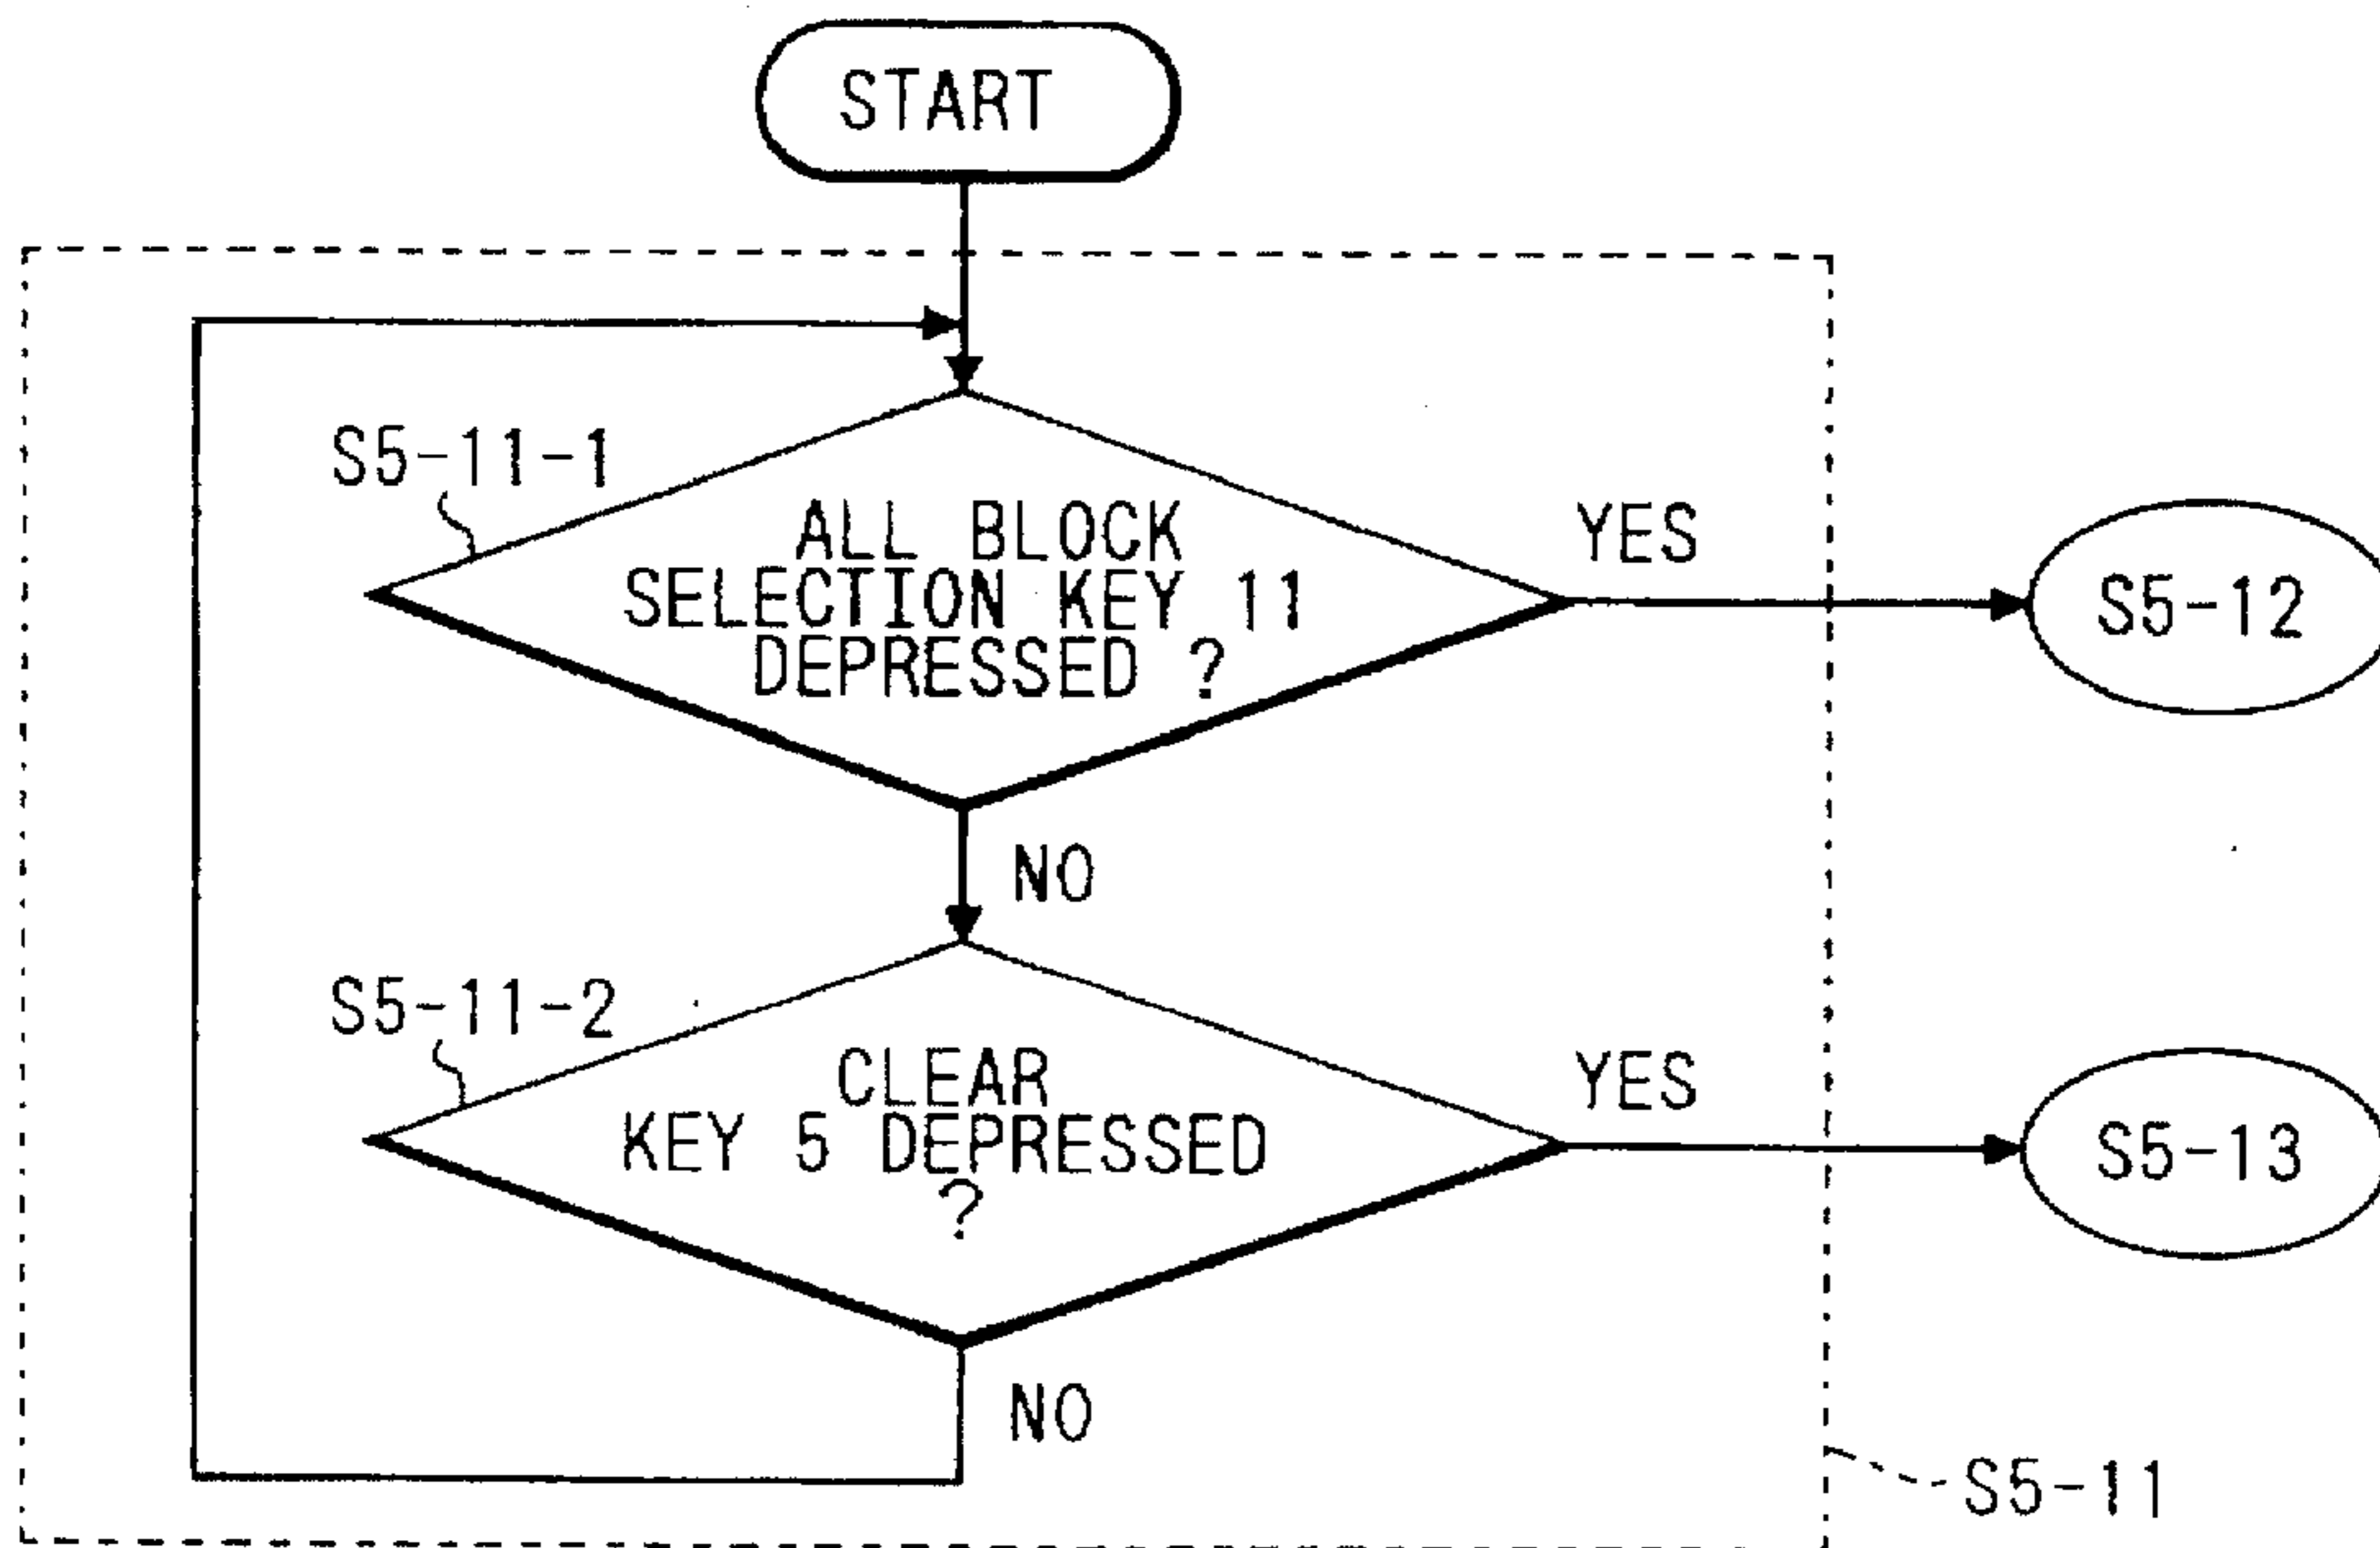 START
S5-11-1
ALL BLOCK
SELECTION KEY 11
DEPRESSED ?
YES
S5-12
NO
S5-11-2
CLEAR
KEY 5 DEPRESSED
?
YES
S5-13
NO
S5-11